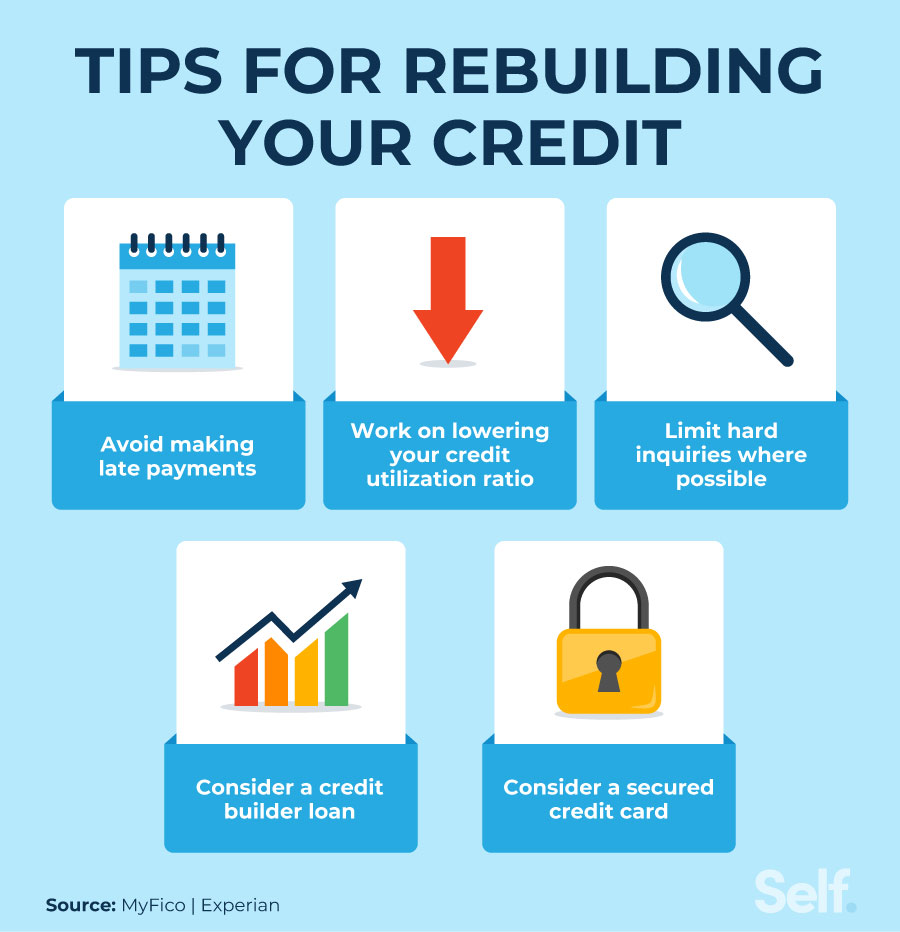 TIPS FOR REBUILDING
YOUR CREDIT
Avoid making
late payments
Work on lowering
your credit
utilization ratio
Limit hard
inquiries where
possible
Consider a credit
builder loan
Consider a secured
credit card
Source: MyFico | Experian
Self.